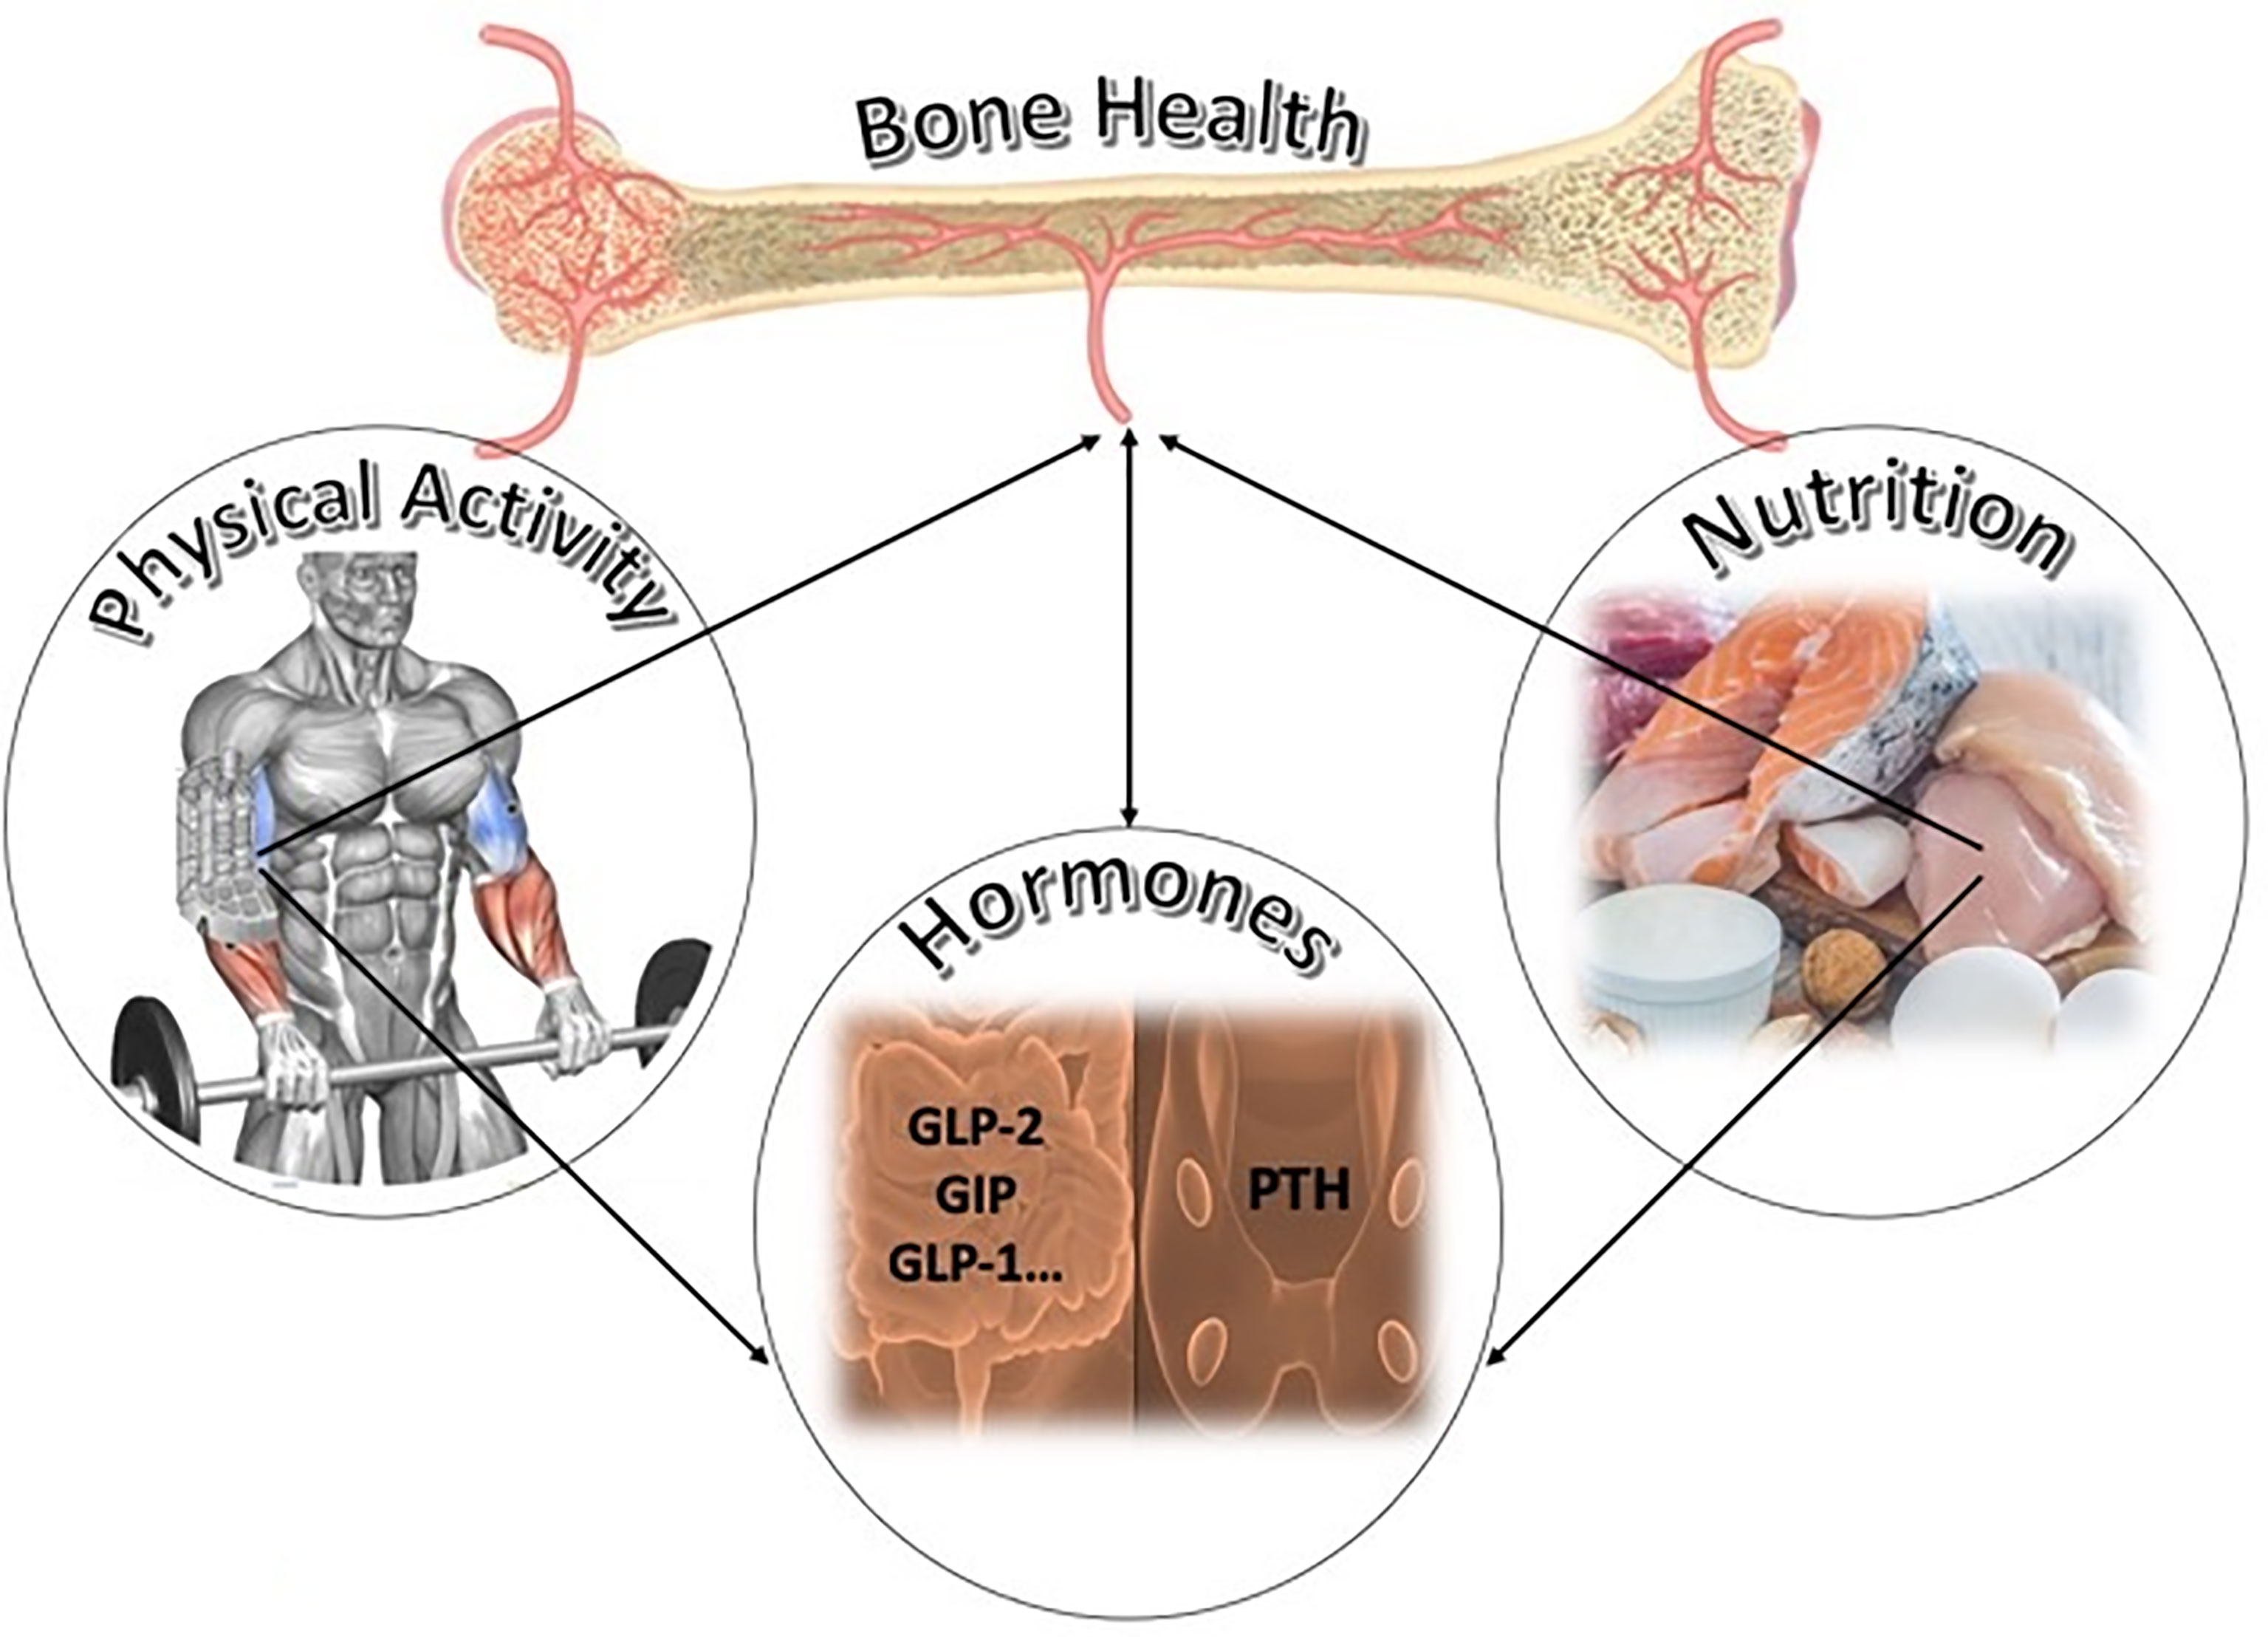 Bone Health
Physical Activity
Nutrition
Hormones
GLP-2
GIP
GLP-1...
PTH